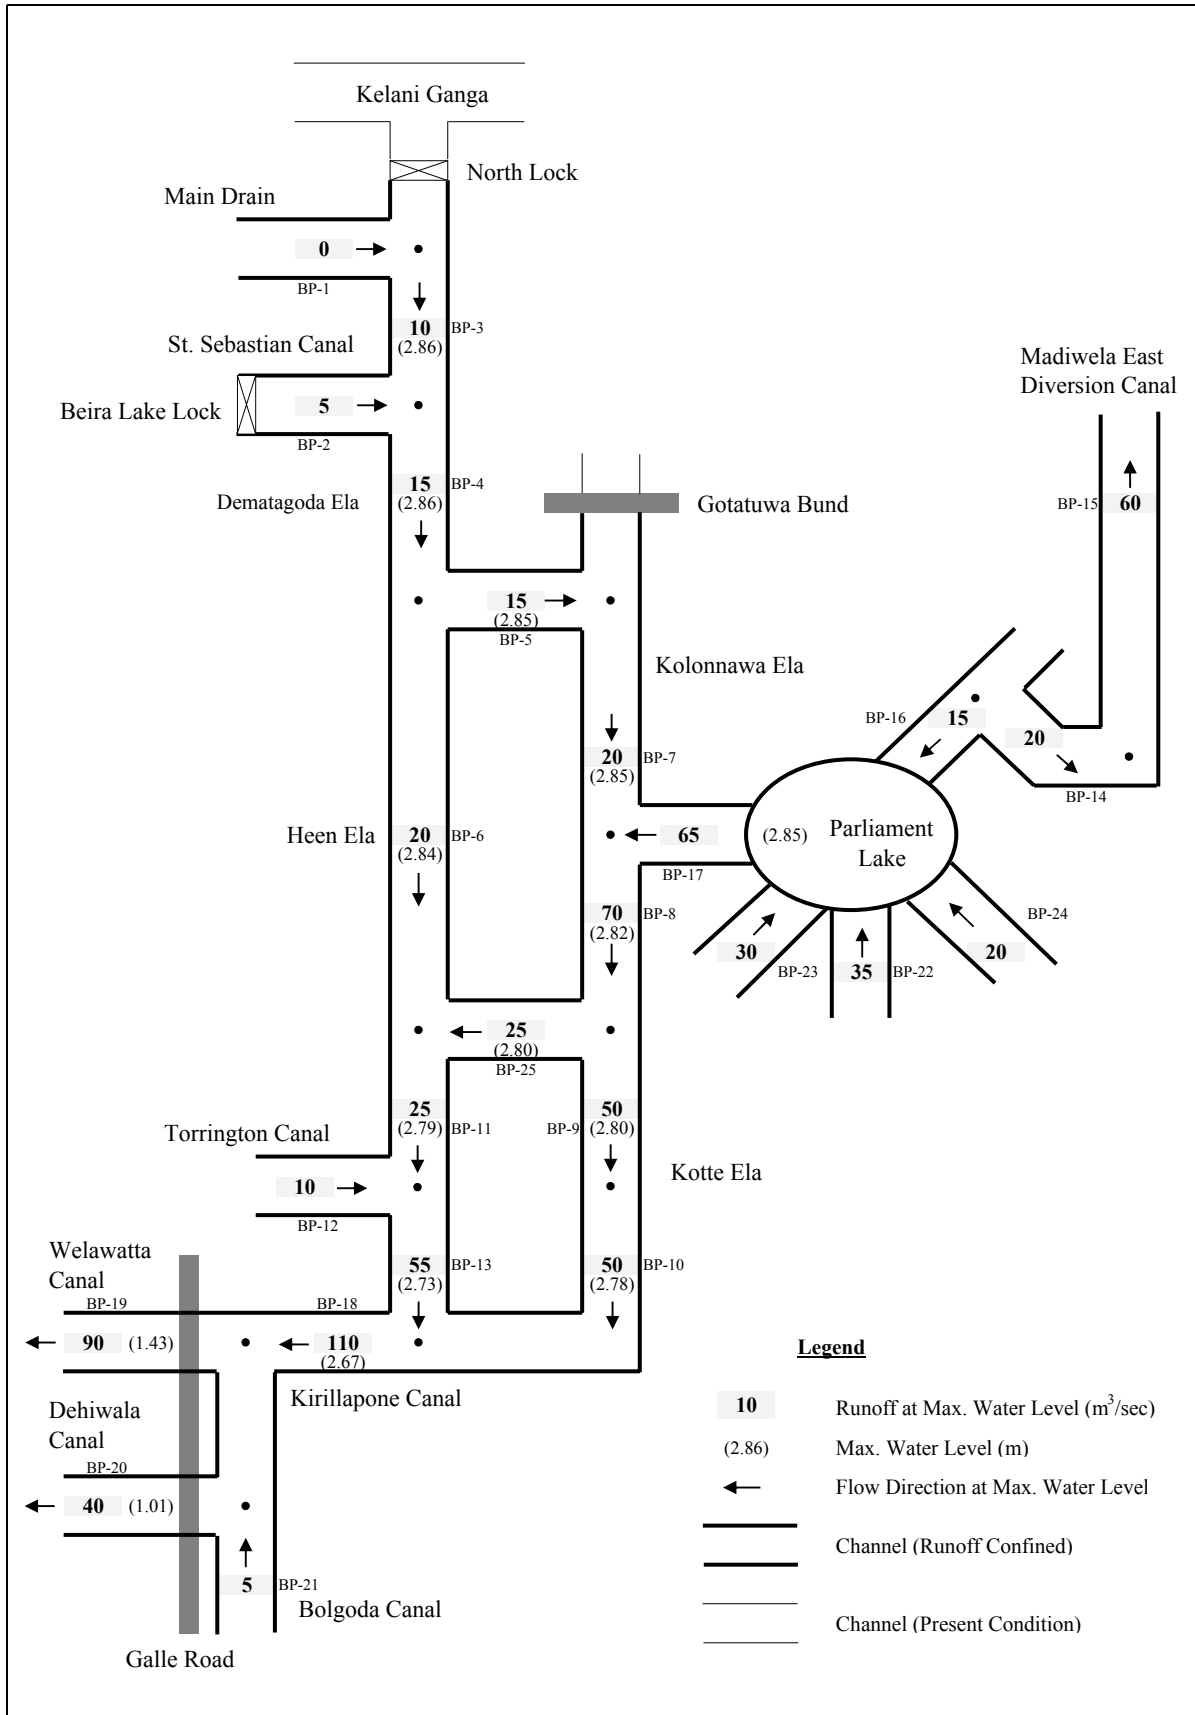 Kelani Ganga
North Lock
Main Drain
0
BP-1
10
BP-3
(2.86)
St. Sebastian Canal
Madiwela East
Diversion Canal
Beira Lake Lock
5
BP-2
15
BP-4
Dematagoda Ela
(2.86)
Gotatuwa Bund
BP-15
60
15
(2.85)
BP-5
Kolonnawa Ela
BP-16
15
20
BP-14
20
BP-7
(2.85)
Heen Ela
20
BP-6
(2.84)
65
BP-17
(2.85)
Parliament
Lake
70
BP-8
(2.82)
30
BP-23
35
BP-22
20
BP-24
25
(2.80)
BP-25
25
(2.79)
BP-11
BP-9
50
(2.80)
Torrington Canal
Kotte Ela
10
BP-12
Welawatta
Canal
55
BP-13
(2.73)
50
BP-10
(2.78)
BP-19
BP-18
90
(1.43)
110
(2.67)
Kirillapone Canal
Dehiwala
Canal
BP-20
40
(1.01)
5
BP-21
Bolgoda Canal
Galle Road
Legend
10
Runoff at Max. Water Level (m³/sec)
(2.86)
Max. Water Level (m)
Flow Direction at Max. Water Level
Channel (Runoff Confined)
Channel (Present Condition)